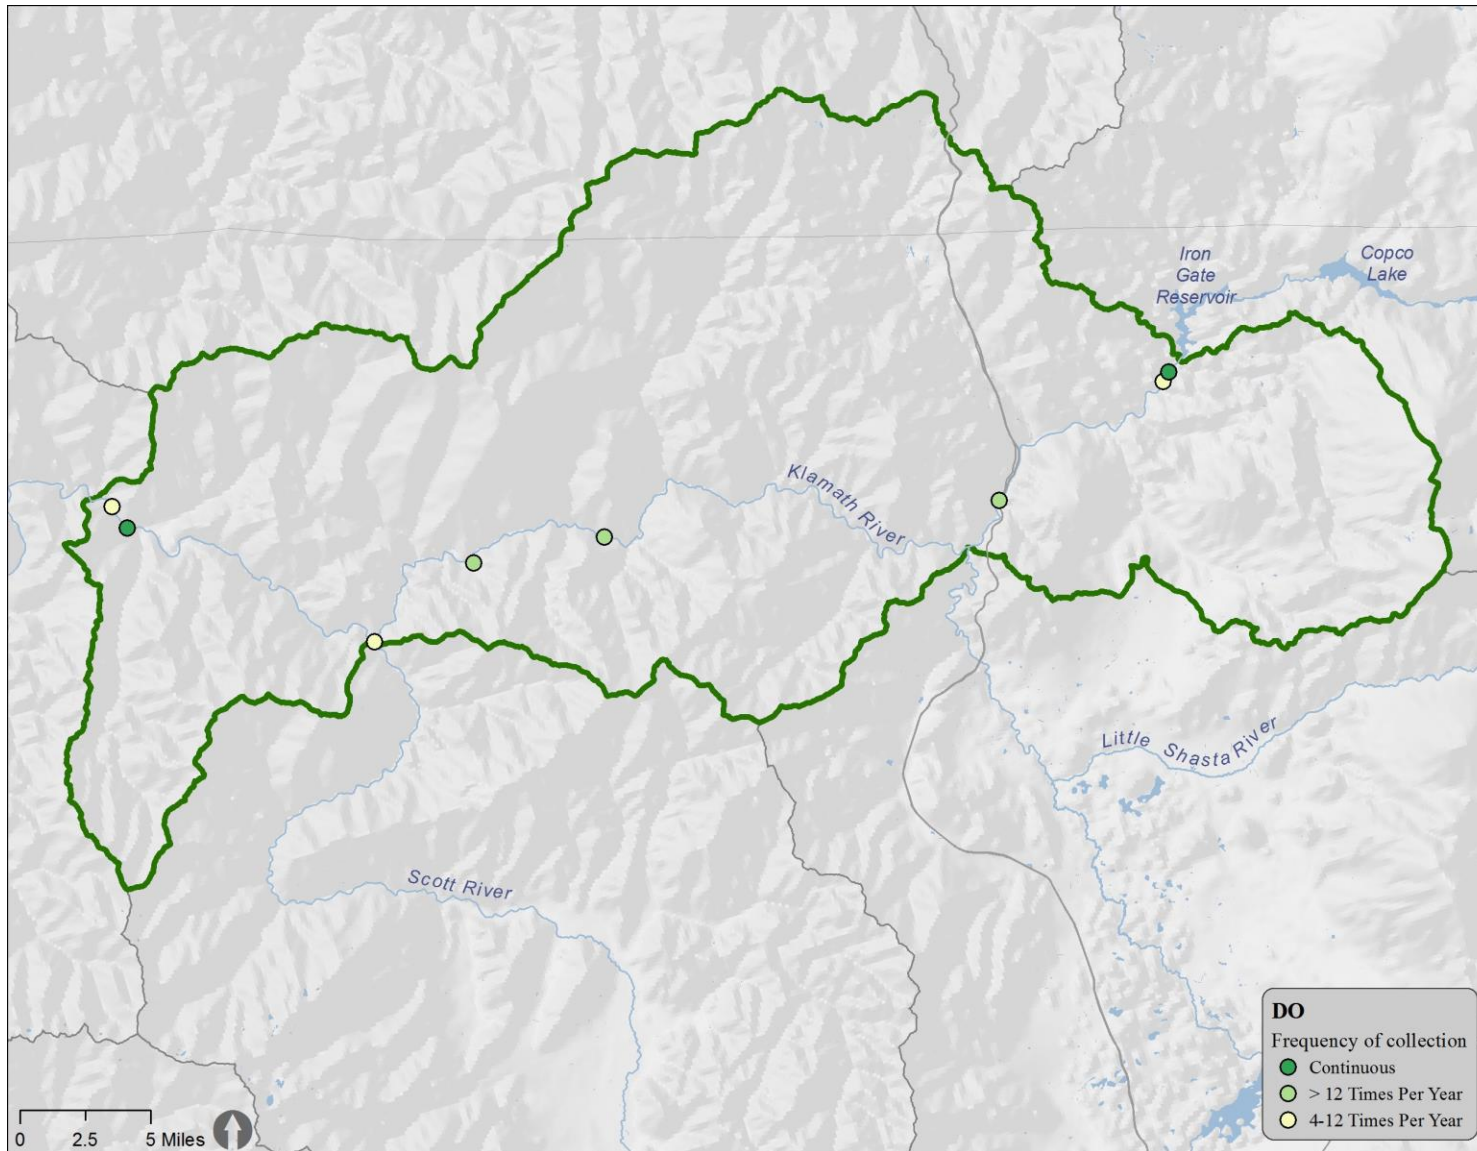 Iron
Gate
Reservoir
Copco
Lake
Klamath River
Little Shasta River
Scott River
DO
Frequency of collection
Continuous
> 12 Times Per Year
4-12 Times Per Year
0 2.5 5 Miles